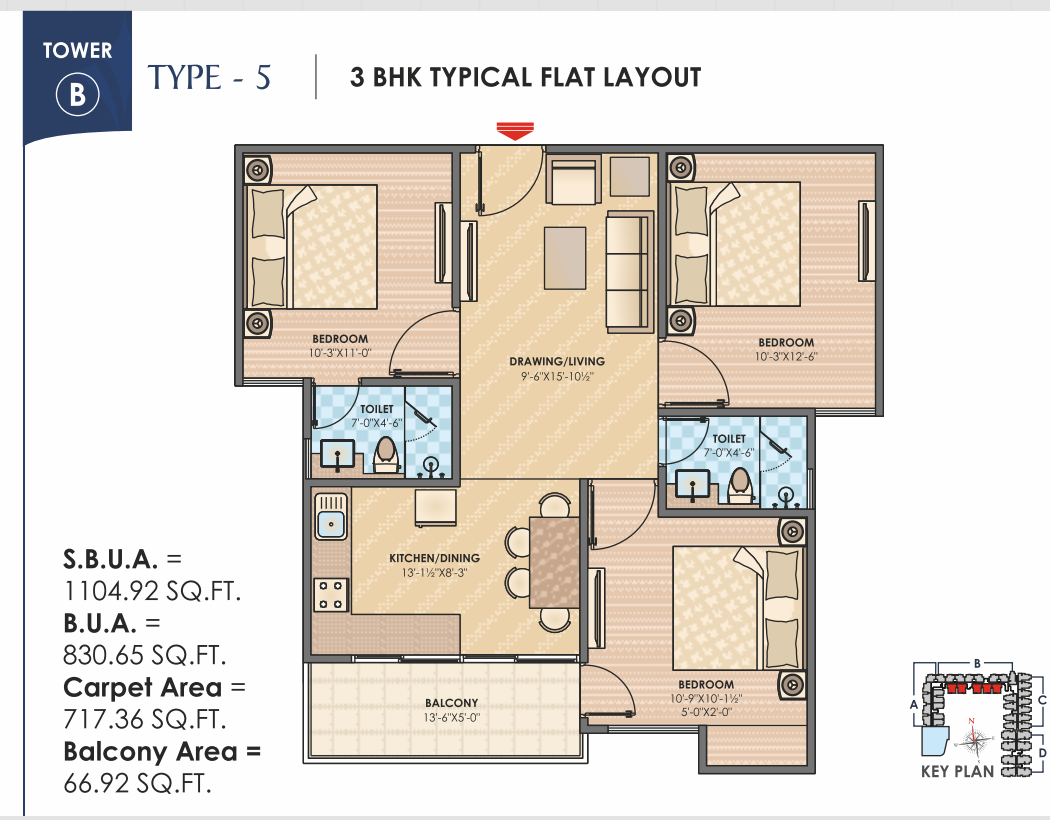 TOWER
B
TYPE - 5
3 BHK TYPICAL FLAT LAYOUT
BEDROOM
10'-3"X11'-0"
DRAWING/LIVING
9'-6"X15'-10½"
BEDROOM
10'-3"X12'-6"
TOILET
7'-0"X4'-6"
TOILET
7'-0"X4'-6"
KITCHEN/DINING
13'-1½"X8'-3"
BEDROOM
10'-9"X10'-1½"
5'-0"X2'-0"
BALCONY
13'-6"X5'-0"
S.B.U.A. =
1104.92 SQ.FT.
B.U.A. =
830.65 SQ.FT.
Carpet Area =
717.36 SQ.FT.
Balcony Area =
66.92 SQ.FT.
B
A
C
N
D
KEY PLAN